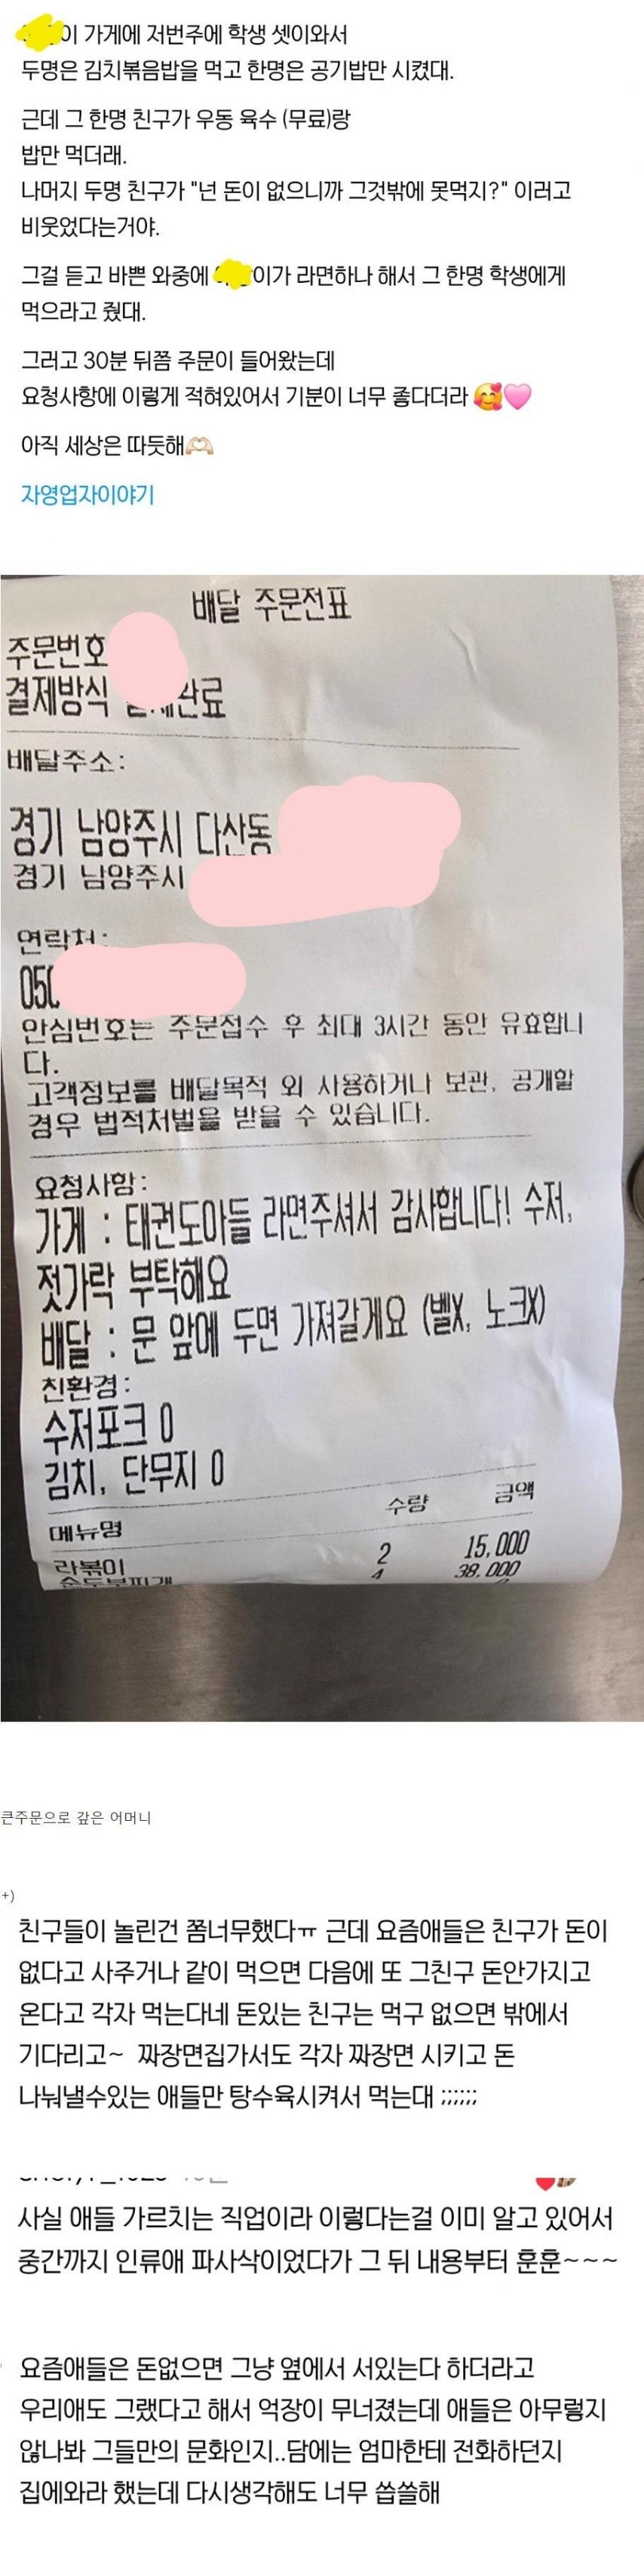 이 가게에 저번주에 학생 셋이와서
두명은 김치볶음밥을 먹고 한명은 공기밥만 시켰대.
근데 그 한명 친구가 우동 육수 (무료)랑
밥만 먹더래.
나머지 두명 친구가 "넌 돈이 없으니까 그것밖에 못먹지?" 이러고
비웃었다는거야.
그걸 듣고 바쁜 와중에 이가 라면하나 해서 그 한명 학생에게
먹으라고 줬대.
그러고 30분 뒤쯤 주문이 들어왔는데
요청사항에 이렇게 적혀있어서 기분이 너무 좋다더라 🥰🩷
아직 세상은 따듯해🫶🏻
자영업자이야기
배달 주문전표
주문번호
결제방식 완료
배달주소:
경기 남양주시 다산동
경기 남양주시
연락처:
050
안심번호는 주문접수 후 최대 3시간 동안 유효합니
다.
고객정보를 배달목적 외 사용하거나 보관, 공개할
경우 법적처벌을 받을 수 있습니다.
요청사항:
가게 : 태권도아들 라면주셔서 감사합니다! 수저,
젓가락 부탁해요
배달 : 문 앞에 두면 가져갈게요 (벨X, 노크X)
친환경:
수저포크 O
김치, 단무지 O
메뉴명 수량 금액
라볶이 2 15,000
순두부찌개 4 38,000
큰주문으로 갚은 어머니
+)
친구들이 놀린건 쫌너무했다ㅠ 근데 요즘애들은 친구가 돈이
없다고 사주거나 같이 먹으면 다음에 또 그친구 돈안가지고
온다고 각자 먹는다네 돈있는 친구는 먹구 없으면 밖에서
기다리고~ 짜장면집가서도 각자 짜장면 시키고 돈
나눠낼수있는 애들만 탕수육시켜서 먹는대 ;;;;;;
사실 애들 가르치는 직업이라 이렇다는걸 이미 알고 있어서
중간까지 인류애 파사삭이었다가 그 뒤 내용부터 훈훈~~~
요즘애들은 돈없으면 그냥 옆에서 서있는다 하더라고
우리애도 그랬다고 해서 억장이 무너졌는데 애들은 아무렇지
않나봐 그들만의 문화인지..담에는 엄마한테 전화하던지
집에와라 했는데 다시생각해도 너무 씁쓸해